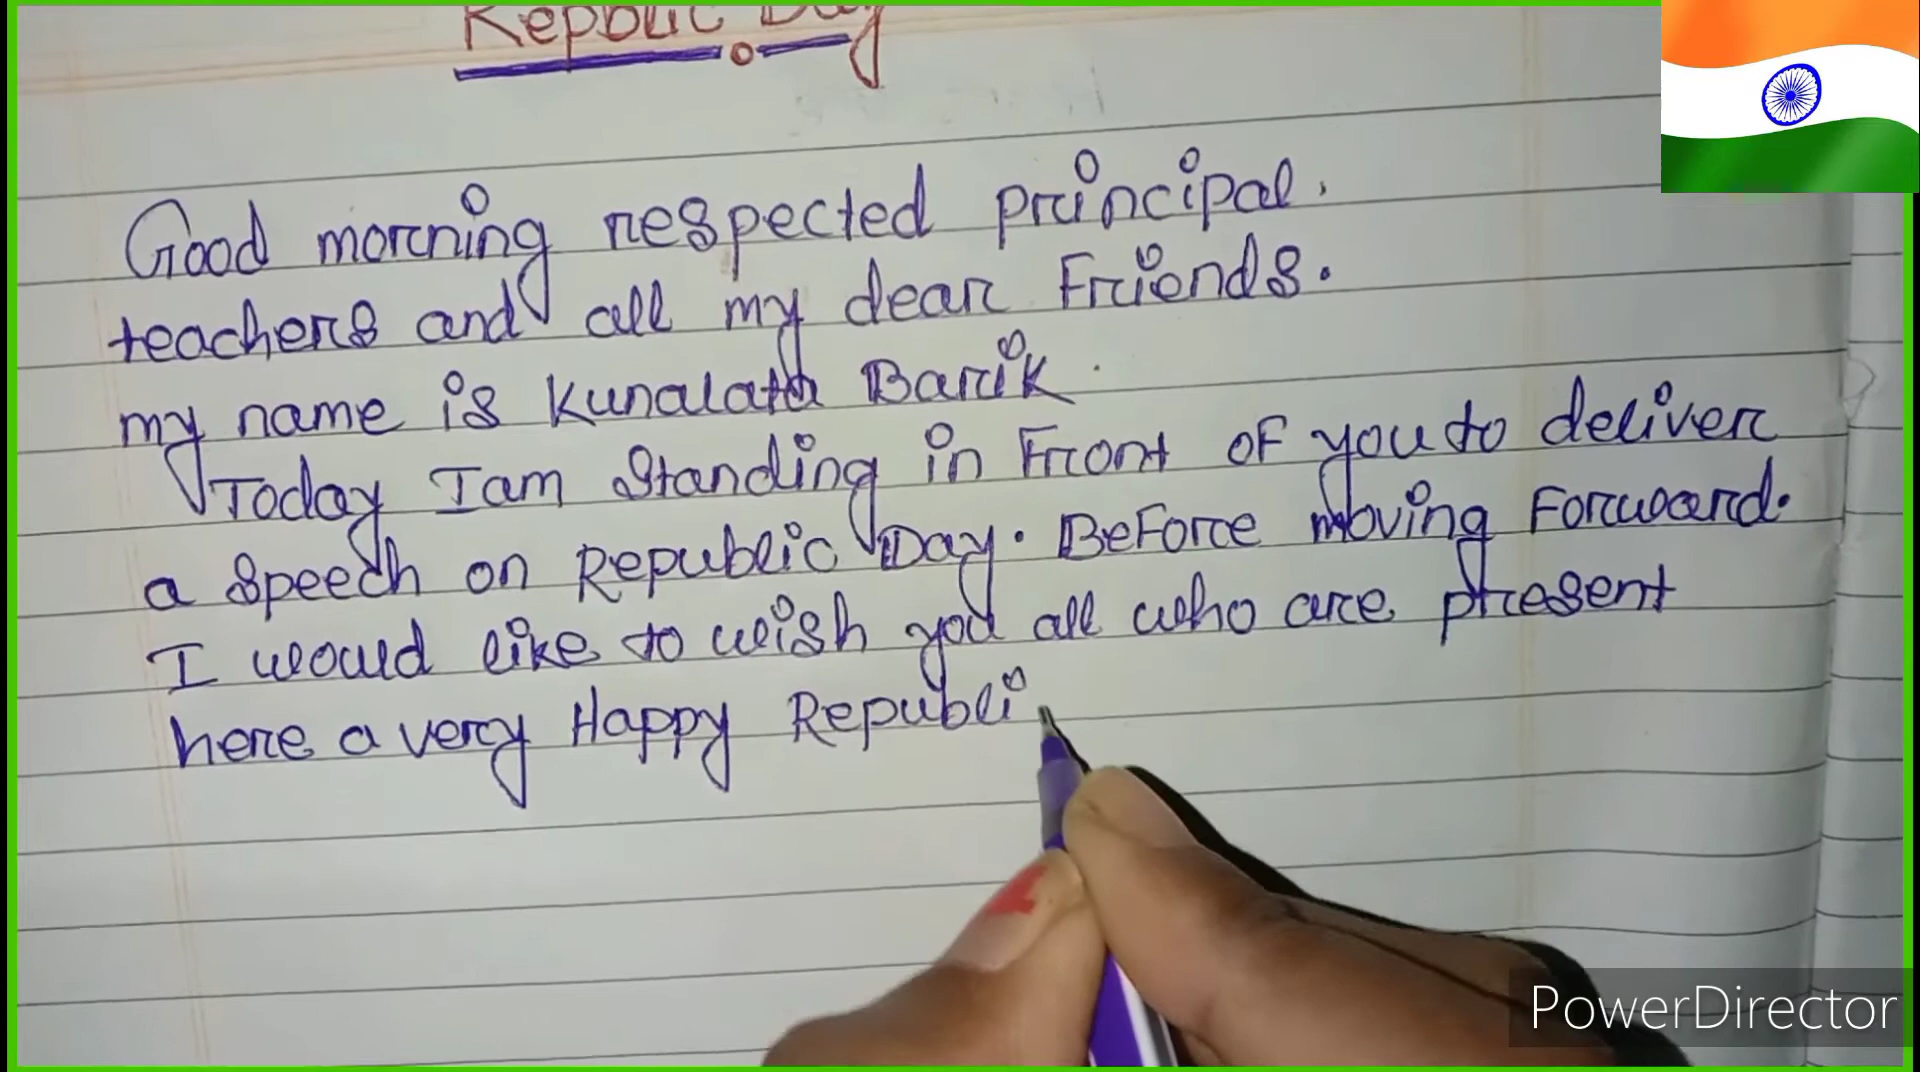 Repblic Day
Good morning respected principal.
teachers and all my dear Friends.
my name is Kunalata Barik
Today I am Standing in Front of you to deliver
a speech on Republic Day. Before moving Forward.
I would like to wish you all who are present
here a very Happy Republi
PowerDirector